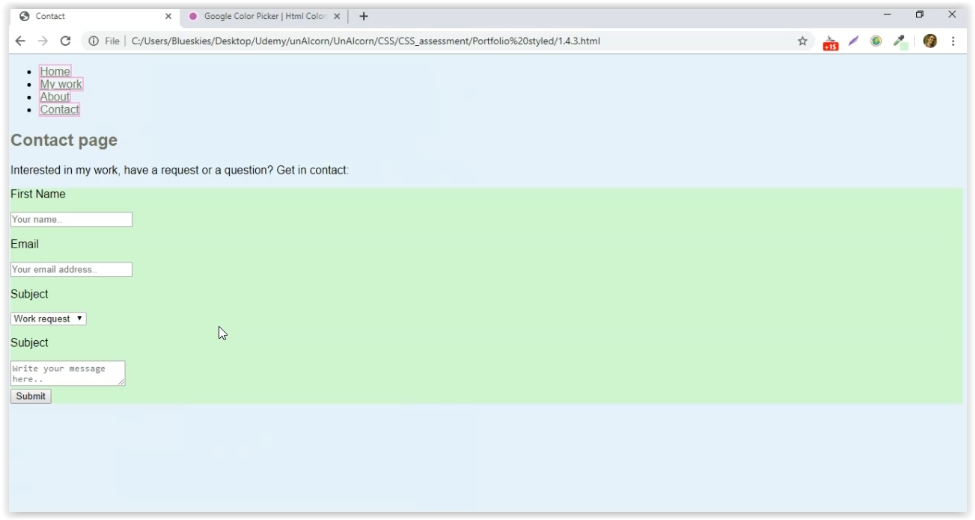 Contact
Google Color Picker | Html Color
File | C:/Users/Blueskies/Desktop/Udemy/unAlcorn/UnAlcorn/CSS/CSS_assessment/Portfolio%20styled/1.4.3.html
+15
Home
My work
About
Contact
Contact page
Interested in my work, have a request or a question? Get in contact:
First Name
Your name..
Email
Your email address..
Subject
Work request
Subject
Write your message
here..
Submit